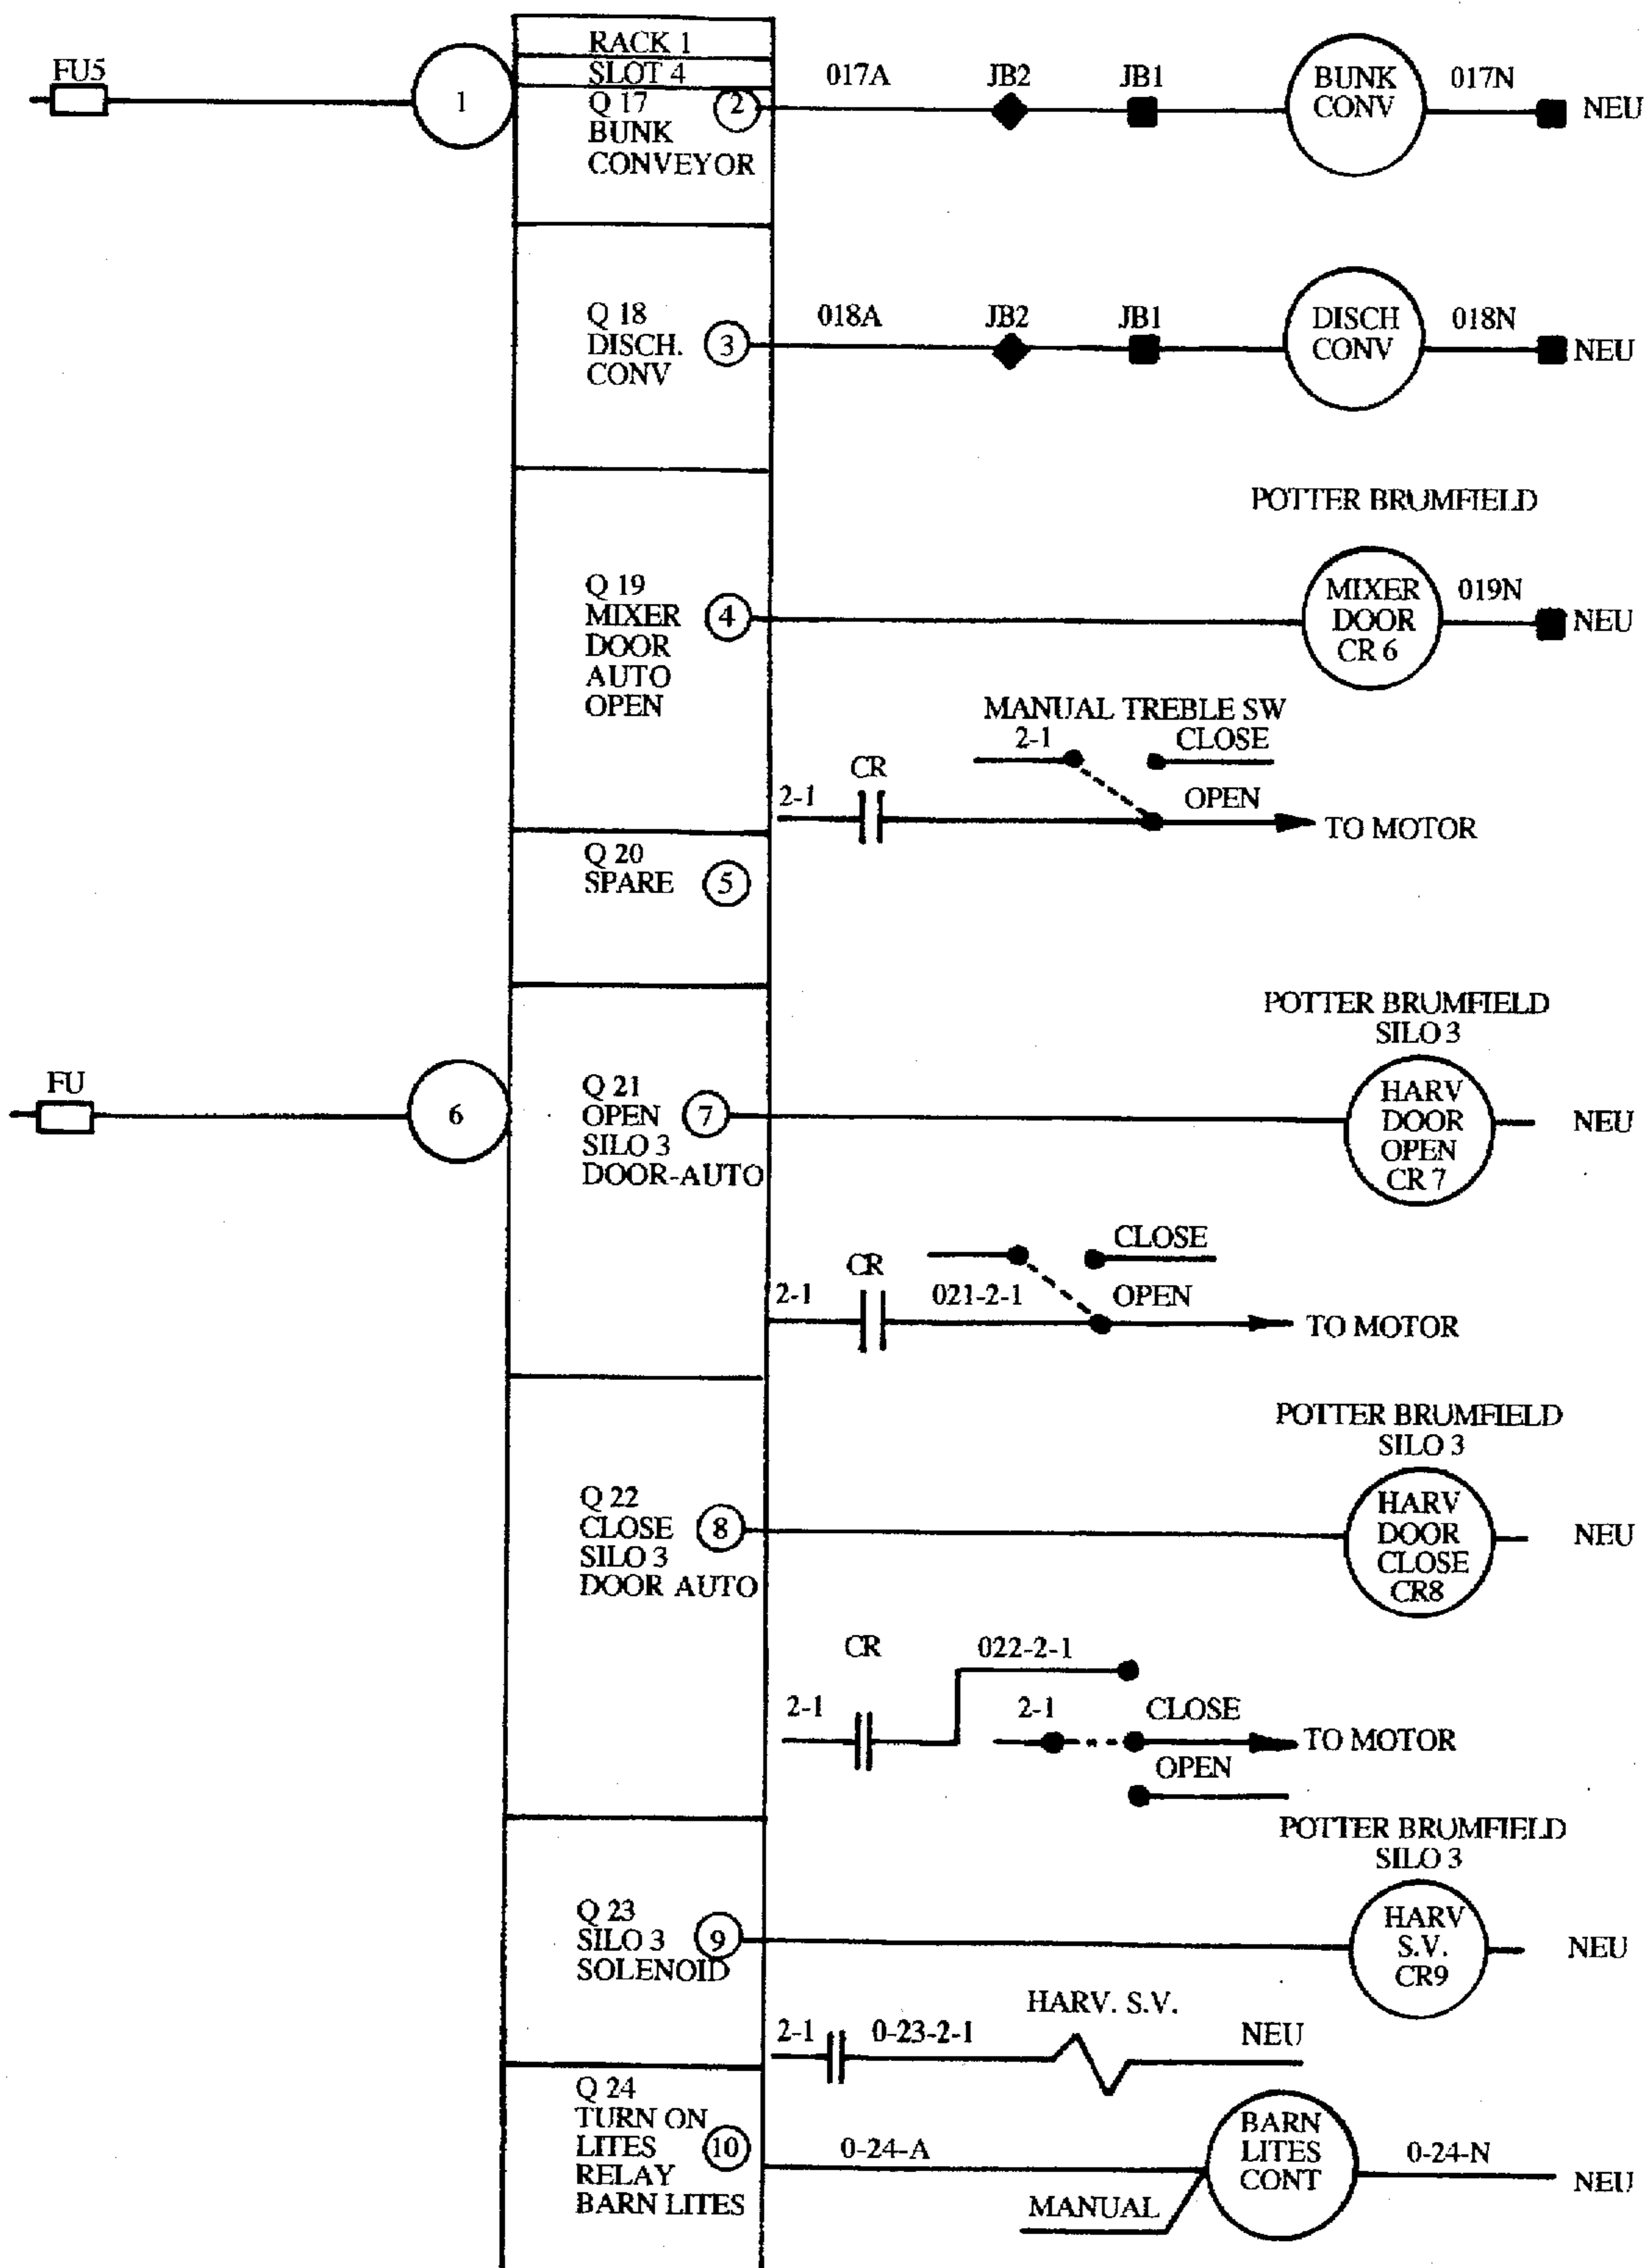 RACK 1
SLOT 4
FU5
1
Q 17
BUNK
CONVEYOR
2
017A
JB2
JB1
BUNK
CONV
017N
NEU
Q 18
DISCH.
CONV
3
018A
JB2
JB1
DISCH
CONV
018N
NEU
POTTER BRUMFIELD
Q 19
MIXER
DOOR
AUTO
OPEN
4
MIXER
DOOR
CR 6
019N
NEU
MANUAL TREBLE SW
2-1
CLOSE
2-1
CR
OPEN
TO MOTOR
Q 20
SPARE
5
POTTER BRUMFIELD
SILO 3
FU
6
Q 21
OPEN
SILO 3
DOOR-AUTO
7
HARV
DOOR
OPEN
CR 7
NEU
CLOSE
2-1
CR
021-2-1
OPEN
TO MOTOR
POTTER BRUMFIELD
SILO 3
Q 22
CLOSE
SILO 3
DOOR AUTO
8
HARV
DOOR
CLOSE
CR8
NEU
CR
022-2-1
2-1
2-1
CLOSE
TO MOTOR
OPEN
POTTER BRUMFIELD
SILO 3
Q 23
SILO 3
SOLENOID
9
HARV
S.V.
CR9
NEU
HARV. S.V.
2-1
0-23-2-1
NEU
Q 24
TURN ON
LITES
RELAY
BARN LITES
10
0-24-A
BARN
LITES
CONT
0-24-N
NEU
MANUAL